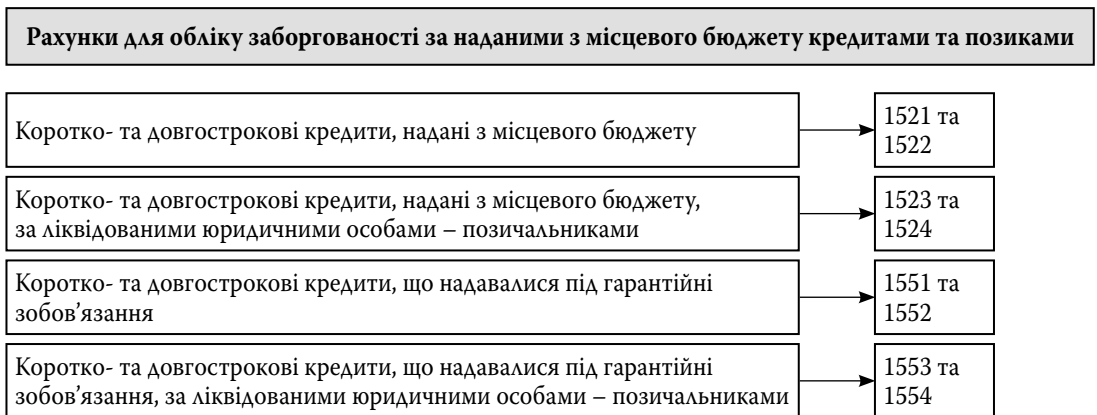 Рахунки для обліку заборгованості за наданими з місцевого бюджету кредитами та позиками
Коротко- та довгострокові кредити, надані з місцевого бюджету
1521 та
1522
Коротко- та довгострокові кредити, надані з місцевого бюджету,
за ліквідованими юридичними особами – позичальниками
1523 та
1524
Коротко- та довгострокові кредити, що надавалися під гарантійні
зобов’язання
1551 та
1552
Коротко- та довгострокові кредити, що надавалися під гарантійні
зобов’язання, за ліквідованими юридичними особами – позичальниками
1553 та
1554